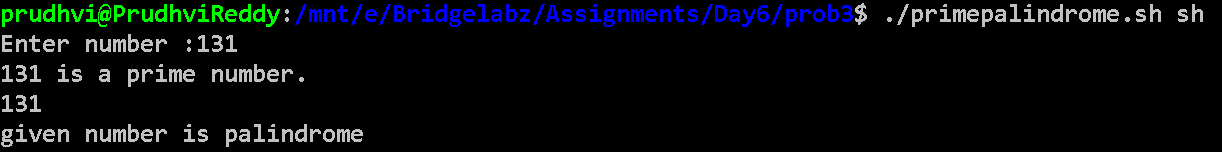 prudhvi@PrudhviReddy:/mnt/e/Bridgelabz/Assignments/Day6/prob3$ ./primepalindrome.sh sh
Enter number :131
131 is a prime number.
131
given number is palindrome